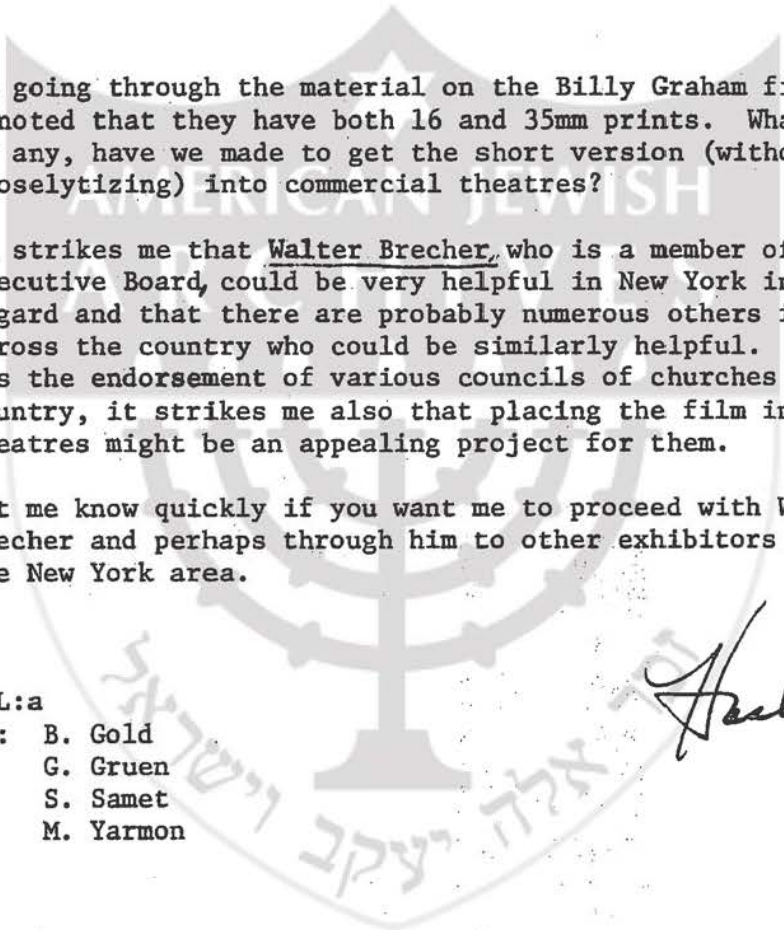 going through the material on the Billy Graham fi
noted that they have both 16 and 35mm prints. Wha
any, have we made to get the short version (witho
oselytizing) into commercial theatres?
strikes me that Walter Brecher, who is a member of
ecutive Board, could be very helpful in New York in
gard and that there are probably numerous others i
ross the country who could be similarly helpful.
s the endorsement of various councils of churches
untry, it strikes me also that placing the film in
eatres might be an appealing project for them.
t me know quickly if you want me to proceed with W
echer and perhaps through him to other exhibitors
e New York area.
L:a
: B. Gold
G. Gruen
S. Samet
M. Yarmon
AMERICAN JEWISH
ARCHIVES
אלה יעקב וישראל